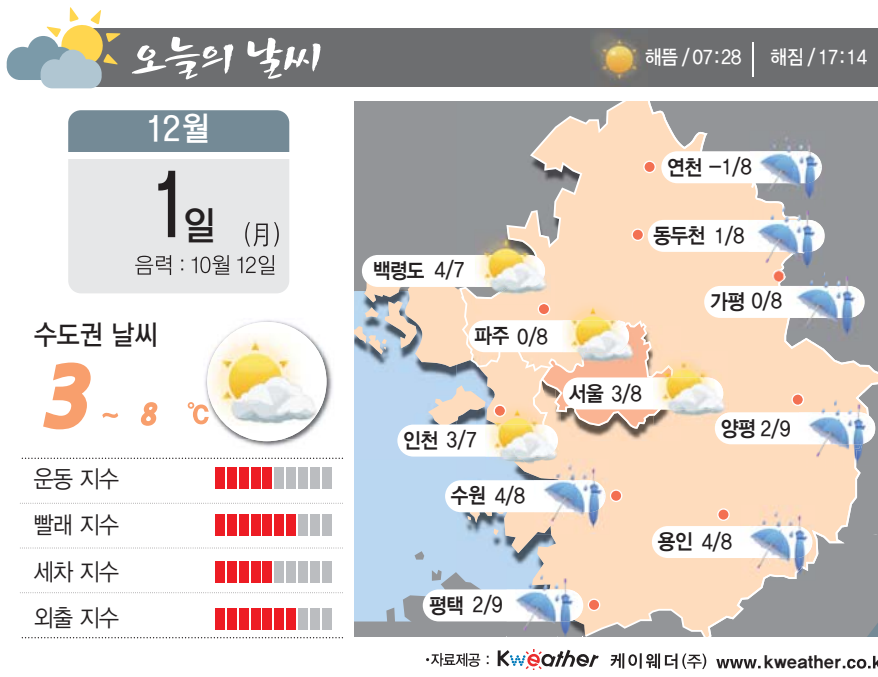 오늘의 날씨
해뜸 / 07:28 | 해짐 / 17:14
12월
1일 (月)
음력 : 10월 12일
수도권 날씨
3 ~ 8 ℃
운동 지수
빨래 지수
세차 지수
외출 지수
연천 -1/8
동두천 1/8
백령도 4/7
가평 0/8
파주 0/8
서울 3/8
양평 2/9
인천 3/7
수원 4/8
용인 4/8
평택 2/9
·자료제공 : Kweather 케이웨더(주) www.kweather.co.k